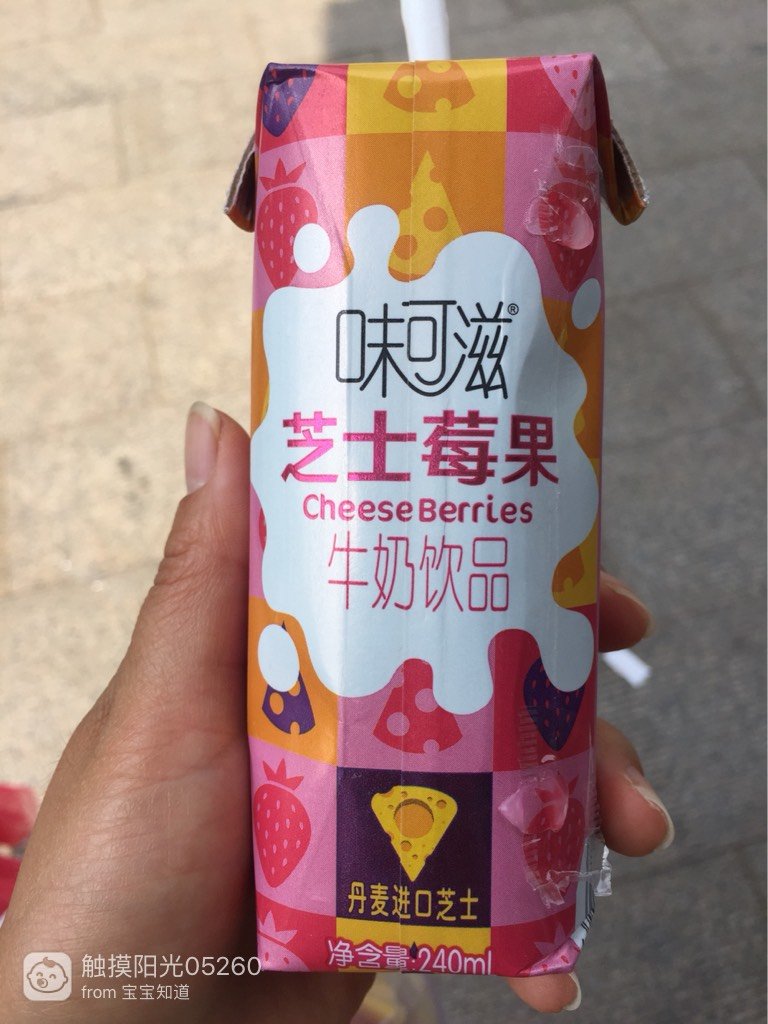 味可滋®
芝士莓果
Cheese Berries
牛奶饮品
丹麦进口芝士
净含量:240ml
触摸阳光05260
from 宝宝知道